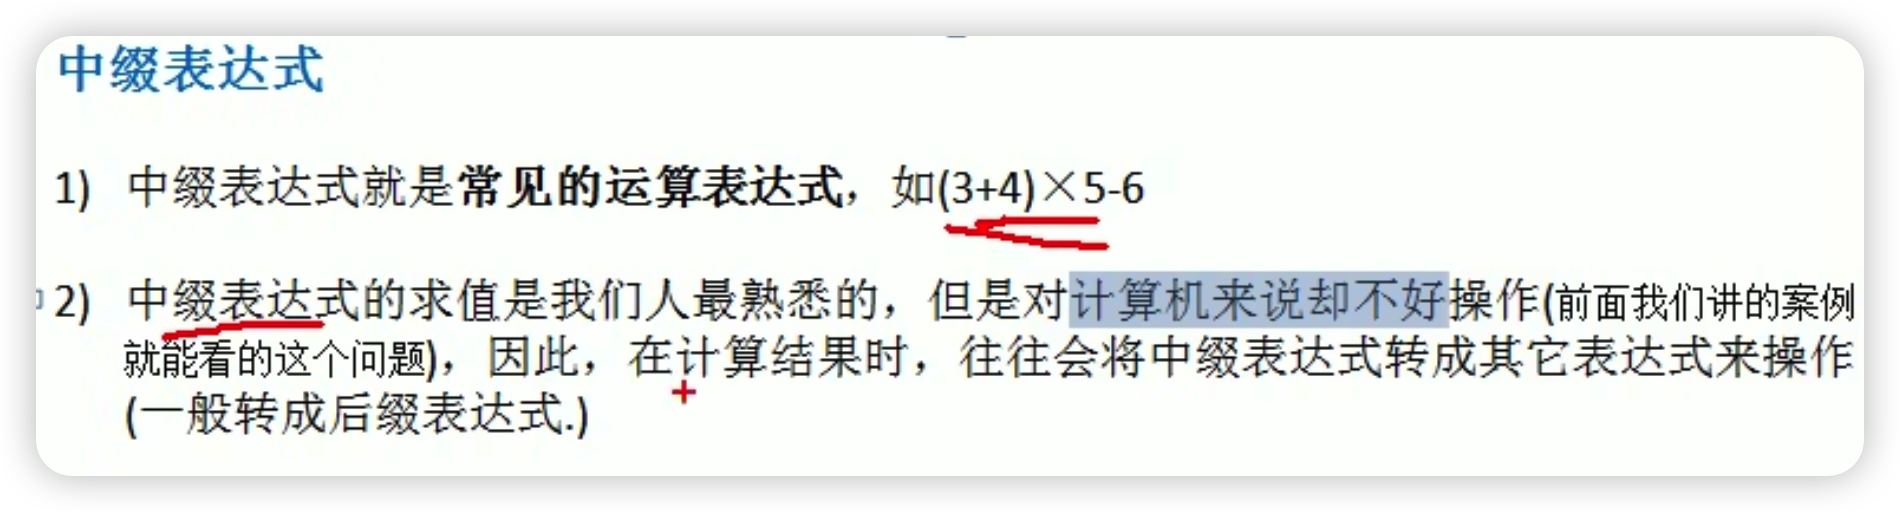 中缀表达式
1) 中缀表达式就是常见的运算表达式，如(3+4)×5-6
2) 中缀表达式的求值是我们人最熟悉的，但是对计算机来说却不好操作(前面我们讲的案例
就能看的这个问题)，因此，在计算结果时，往往会将中缀表达式转成其它表达式来操作
(一般转成后缀表达式.)